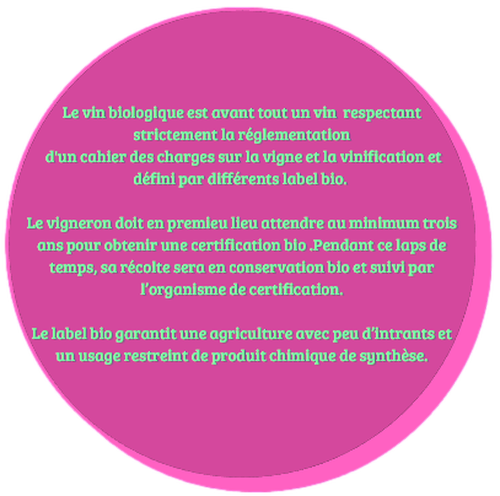 Le vin biologique est avant tout un vin  respectant
strictement la réglementation
d'un cahier des charges sur la vigne et la vinification et
défini par différents label bio.
Le vigneron doit en premieu lieu attendre au minimum trois
ans pour obtenir une certification bio .Pendant ce laps de
temps, sa récolte sera en conservation bio et suivi par
l’organisme de certification.
Le label bio garantit une agriculture avec peu d’intrants et
un usage restreint de produit chimique de synthèse.